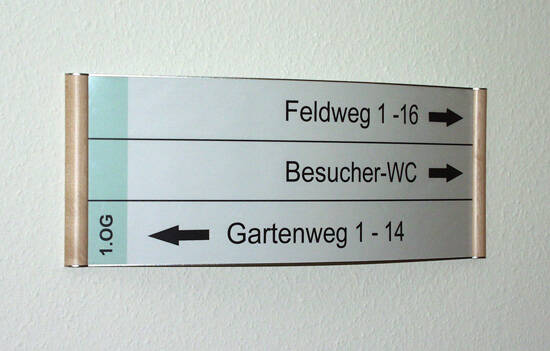 Feldweg 1 -16
Besucher-WC
1.OG
Gartenweg 1 - 14